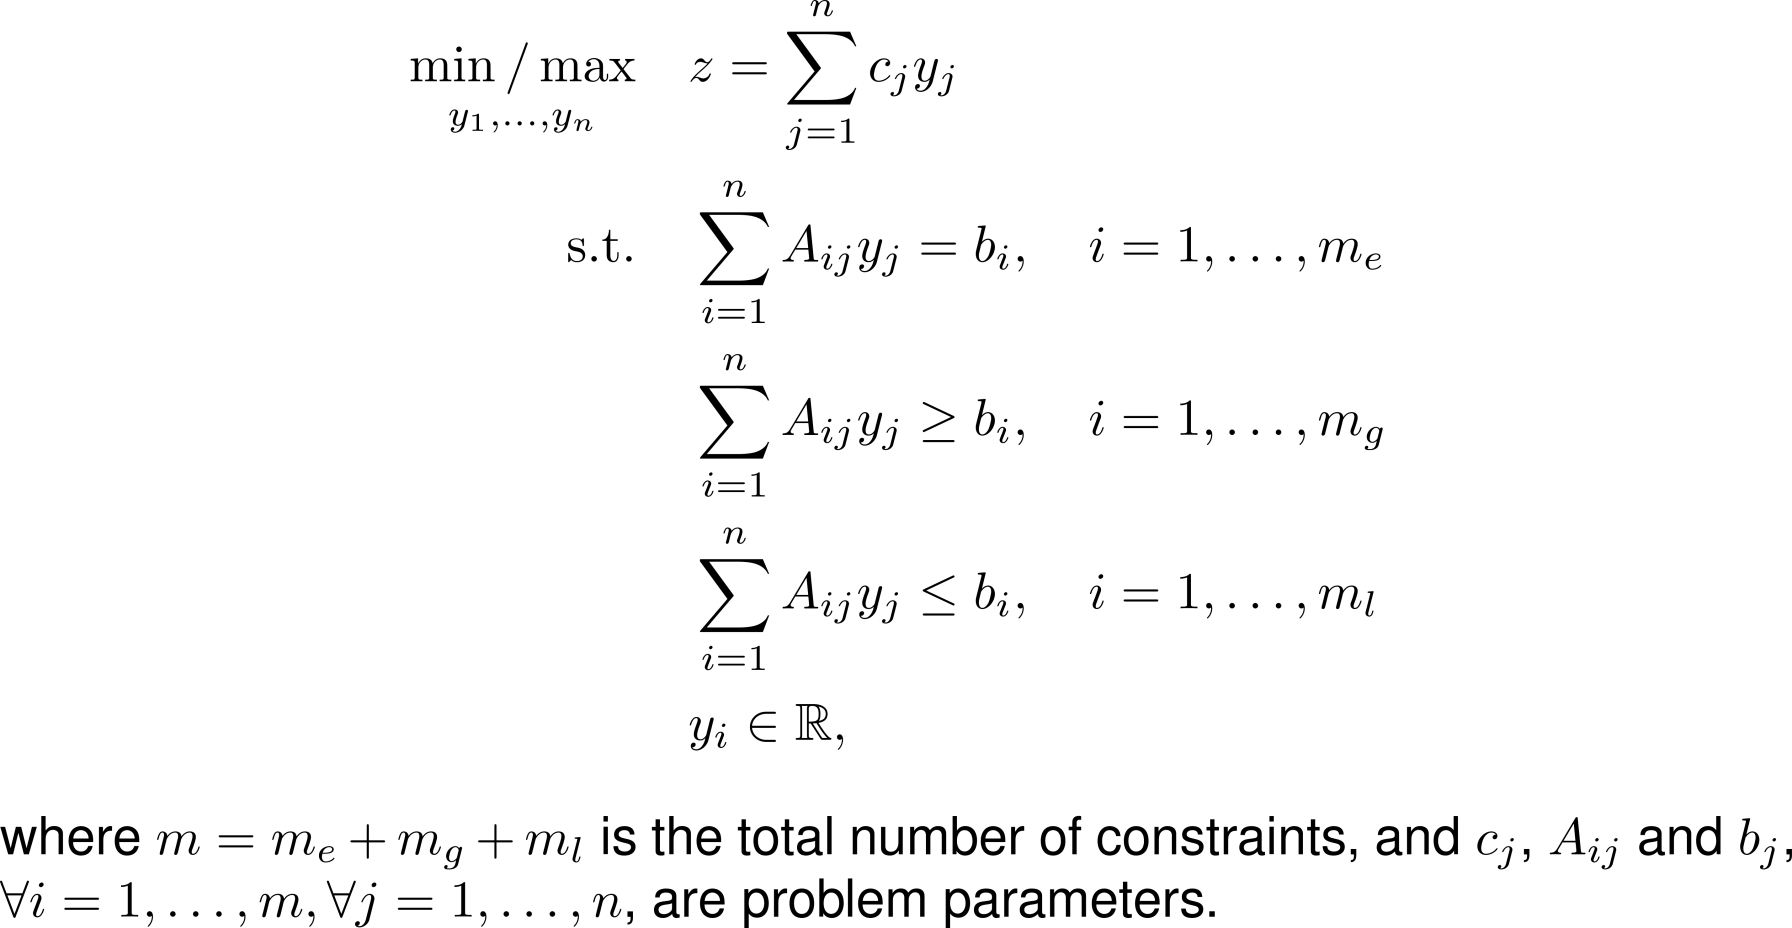 min / max z = ∑_{j=1}^{n} c_j y_j
y_1,...,y_n
s.t. ∑_{i=1}^{n} A_{ij} y_j = b_i, i = 1, . . . , m_e
∑_{i=1}^{n} A_{ij} y_j ≥ b_i, i = 1, . . . , m_g
∑_{i=1}^{n} A_{ij} y_j ≤ b_i, i = 1, . . . , m_l
y_i ∈ ℝ,
where m = m_e + m_g + m_l is the total number of constraints, and c_j, A_{ij} and b_j,
∀i = 1, . . . , m, ∀j = 1, . . . , n, are problem parameters.